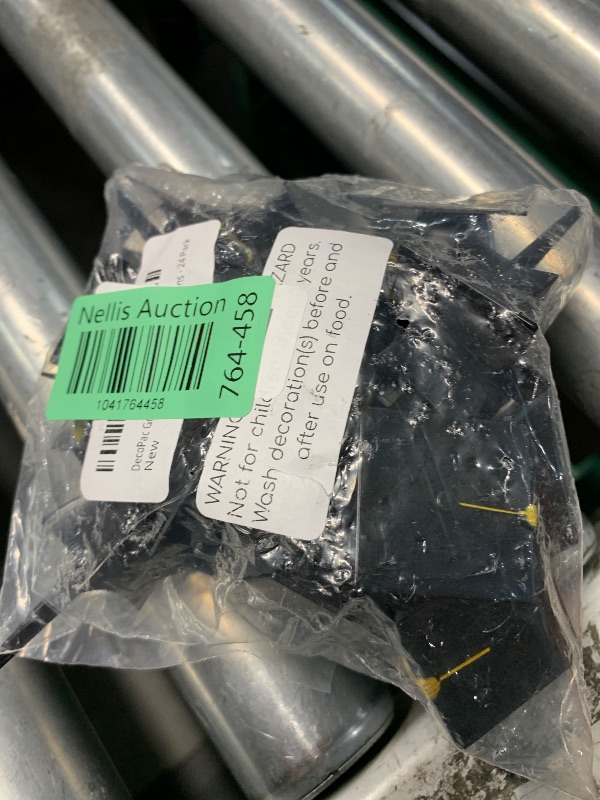 ns - 24 Pack
Nellis Auction
764-458
1041764458
DecoPac G
New
WARNING ZARD
Not for chil years.
Wash decoration(s) before and
after use on food.